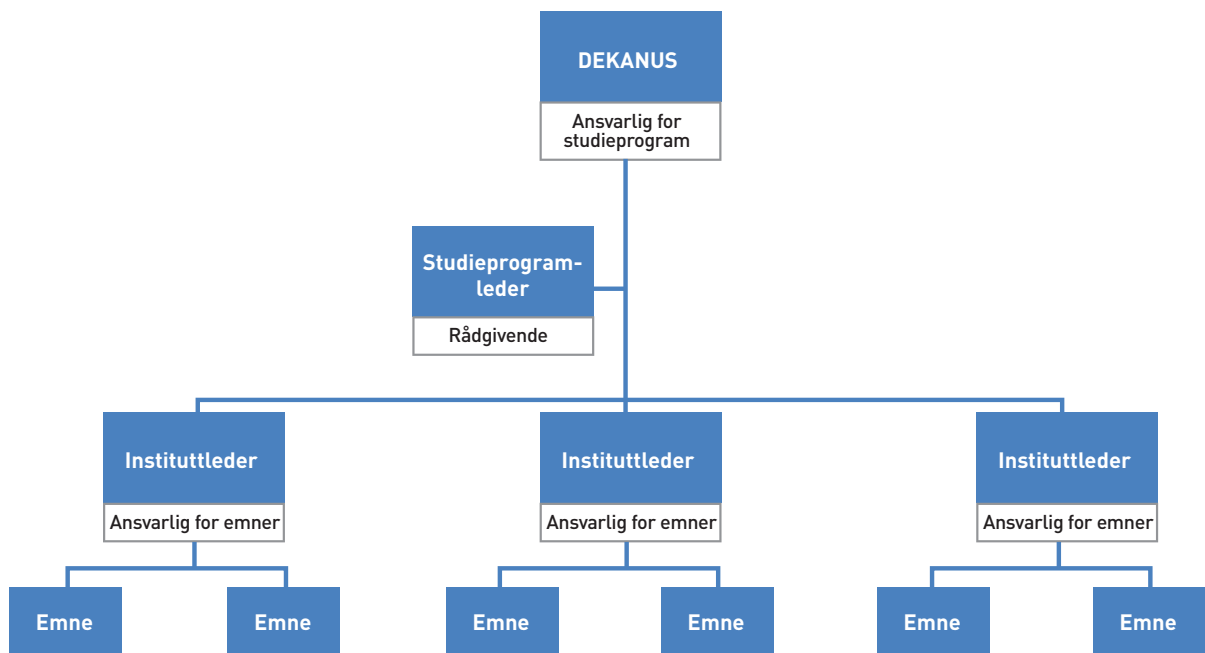 DEKANUS
Ansvarlig for
studieprogram
Studieprogram-
leder
Rådgivende
Instituttleder
Instituttleder
Instituttleder
Ansvarlig for emner
Ansvarlig for emner
Ansvarlig for emner
Emne
Emne
Emne
Emne
Emne
Emne